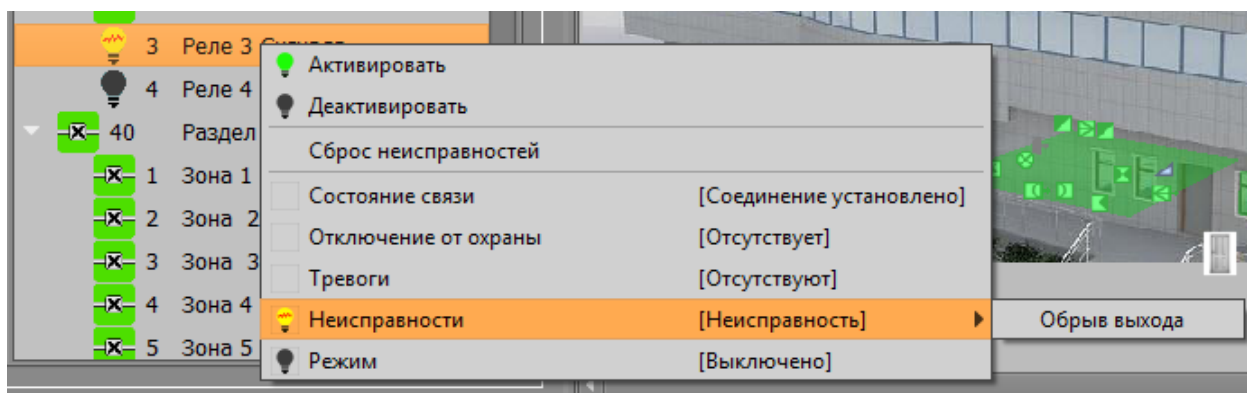 3 Реле 3
4 Реле 4
40 Раздел
1 Зона 1
2 Зона 2
3 Зона 3
4 Зона 4
5 Зона 5
Активировать
Деактивировать
Сброс неисправностей
Состояние связи [Соединение установлено]
Отключение от охраны [Отсутствует]
Тревоги [Отсутствуют]
Неисправности [Неисправность]
Обрыв выхода
Режим [Выключено]